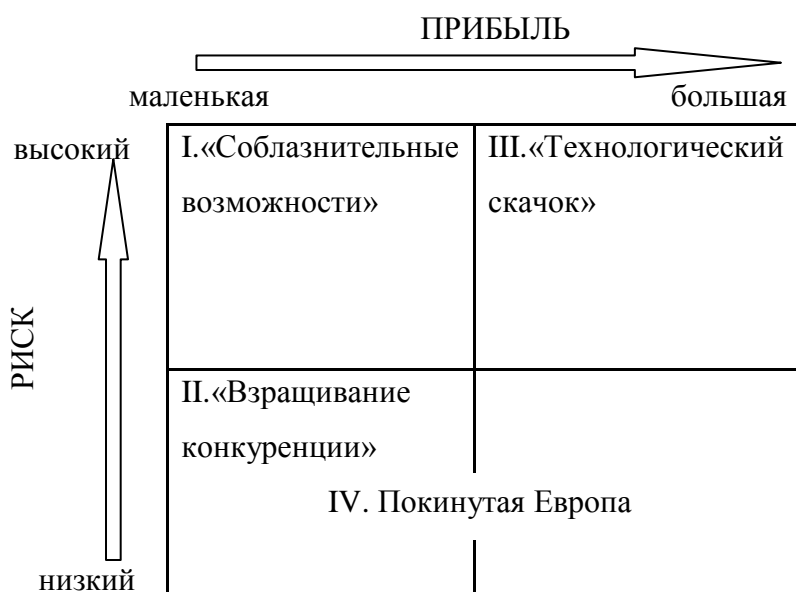 ПРИБЫЛЬ
маленькая
большая
высокий
I.«Соблазнительные
возможности»
III.«Технологический
скачок»
РИСК
II.«Взращивание
конкуренции»
IV. Покинутая Европа
низкий